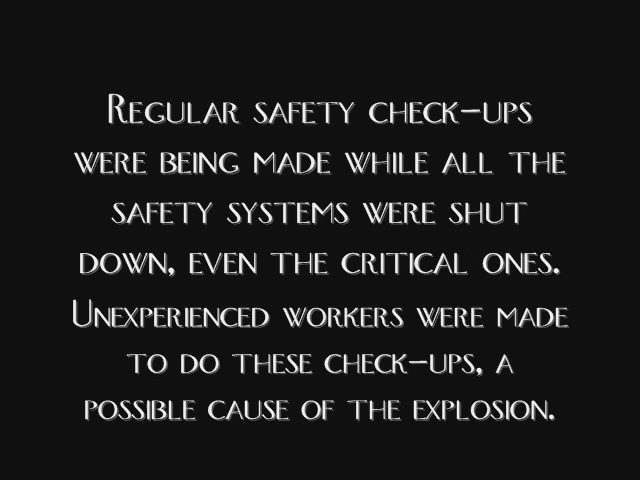 Regular safety check-ups
were being made while all the
safety systems were shut
down, even the critical ones.
Unexperienced workers were made
to do these check-ups, a
possible cause of the explosion.